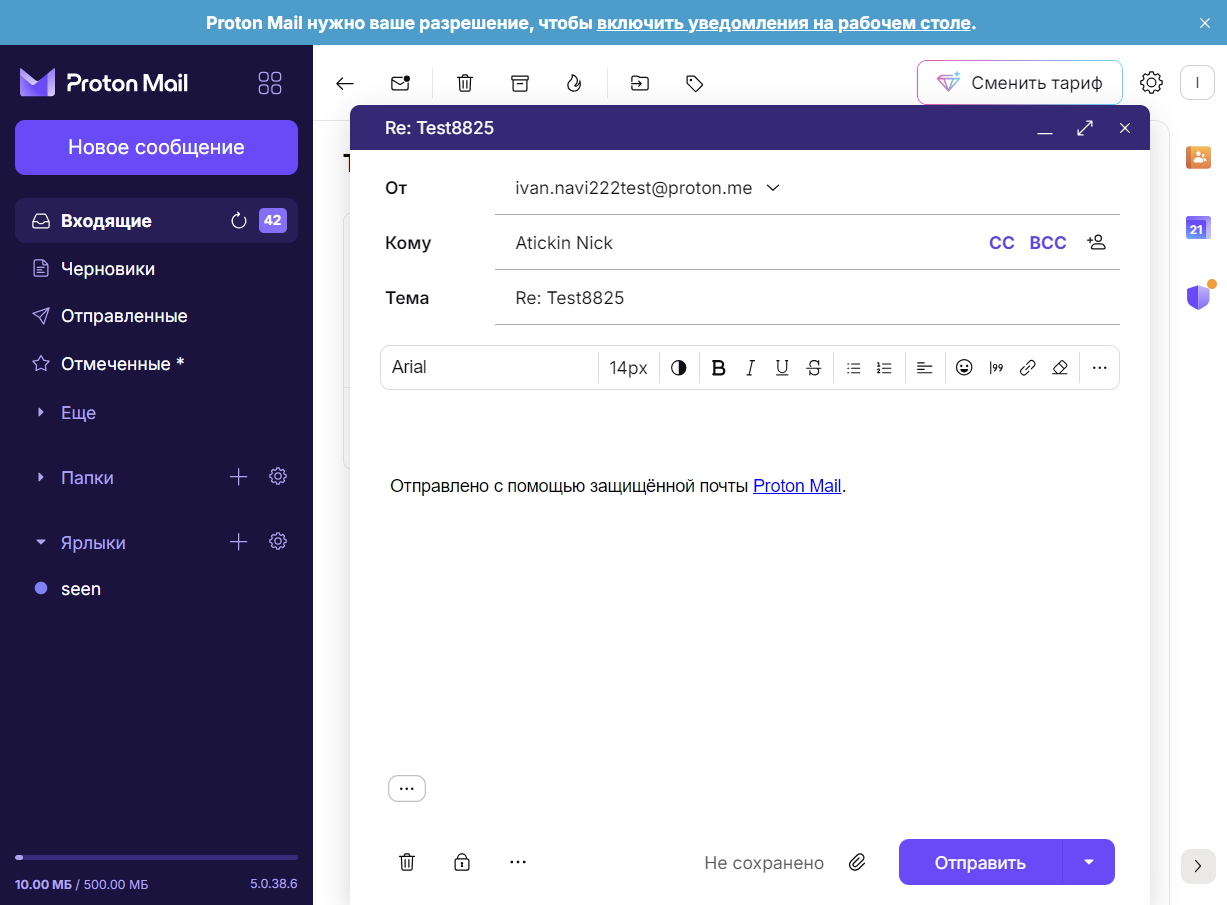 Proton Mail нужно ваше разрешение, чтобы включить уведомления на рабочем столе.
Proton Mail
Новое сообщение
Входящие 42
Черновики
Отправленные
Отмеченные *
Еще
Папки
Ярлыки
seen
10.00 МБ / 500.00 МБ 5.0.38.6
Сменить тариф
I
21
Re: Test8825
От ivan.navi222test@proton.me
Кому Atickin Nick CC BCC
Тема Re: Test8825
Arial 14px B I U S
Отправлено с помощью защищённой почты Proton Mail.
Не сохранено Отправить